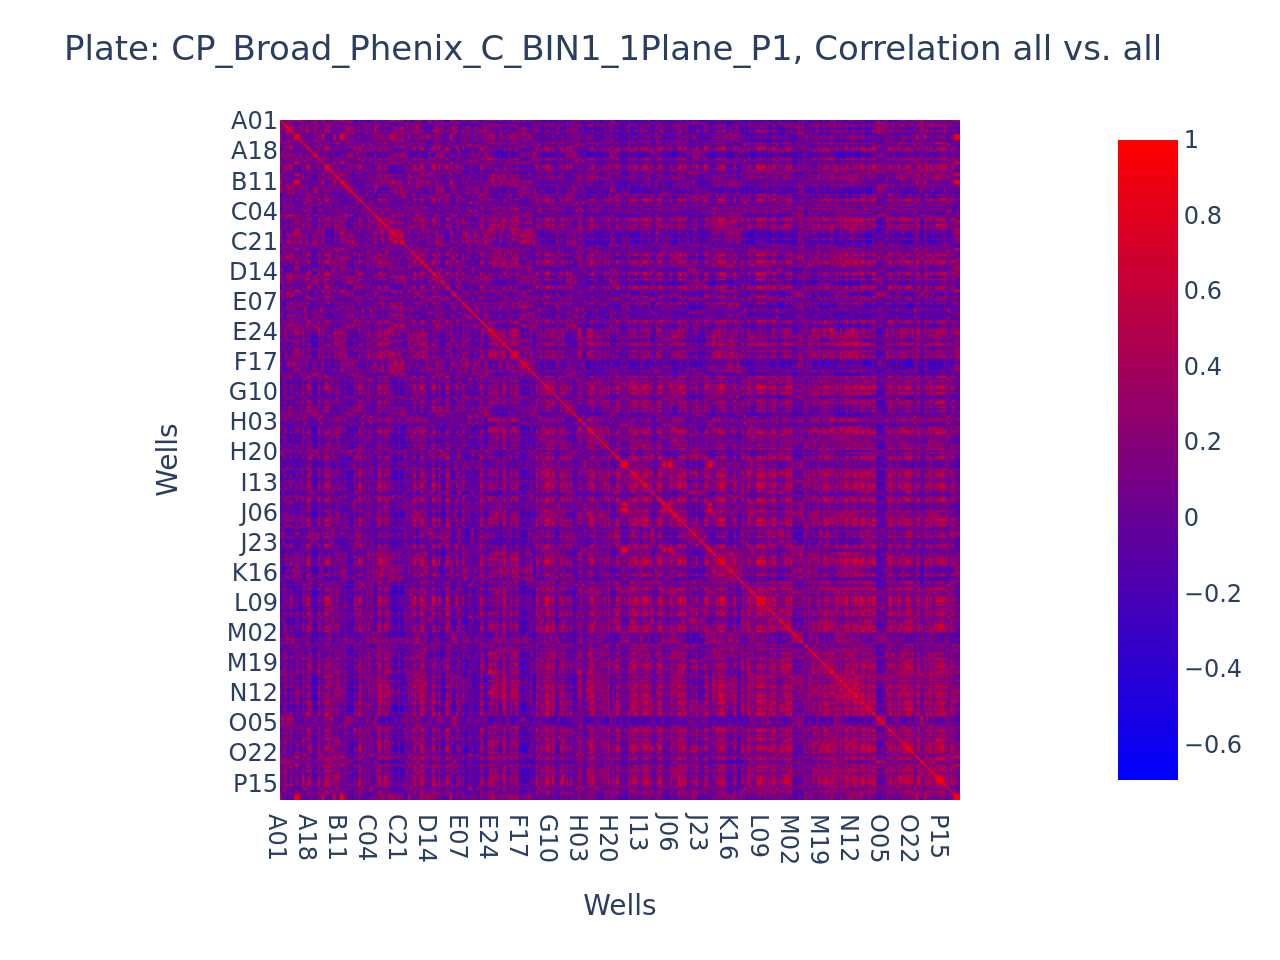 Plate: CP_Broad_Phenix_C_BIN1_1Plane_P1, Correlation all vs. all
A01
A18
B11
C04
C21
D14
E07
E24
F17
G10
H03
H20
I13
J06
J23
K16
L09
M02
M19
N12
O05
O22
P15
Wells
A01
A18
B11
C04
C21
D14
E07
E24
F17
G10
H03
H20
I13
J06
J23
K16
L09
M02
M19
N12
O05
O22
P15
Wells
1
0.8
0.6
0.4
0.2
0
−0.2
−0.4
−0.6